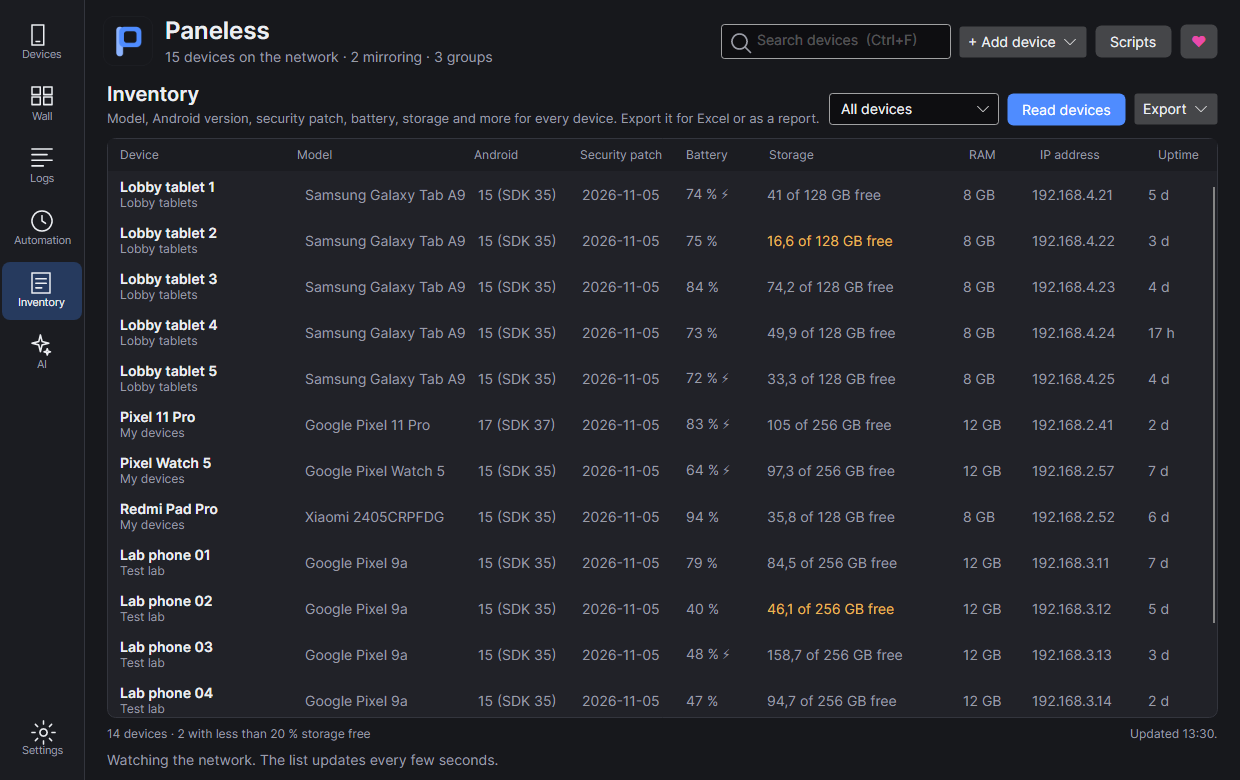 Devices
Wall
Logs
Automation
Inventory
AI
Settings
Paneless
15 devices on the network · 2 mirroring · 3 groups
Search devices (Ctrl+F)
+ Add device
Scripts
Inventory
Model, Android version, security patch, battery, storage and more for every device. Export it for Excel or as a report.
All devices
Read devices
Export
Device Model Android Security patch Battery Storage RAM IP address Uptime
Lobby tablet 1
Lobby tablets
Samsung Galaxy Tab A9 15 (SDK 35) 2026-11-05 74 % ⚡ 41 of 128 GB free 8 GB 192.168.4.21 5 d
Lobby tablet 2
Lobby tablets
Samsung Galaxy Tab A9 15 (SDK 35) 2026-11-05 75 % 16,6 of 128 GB free 8 GB 192.168.4.22 3 d
Lobby tablet 3
Lobby tablets
Samsung Galaxy Tab A9 15 (SDK 35) 2026-11-05 84 % 74,2 of 128 GB free 8 GB 192.168.4.23 4 d
Lobby tablet 4
Lobby tablets
Samsung Galaxy Tab A9 15 (SDK 35) 2026-11-05 73 % 49,9 of 128 GB free 8 GB 192.168.4.24 17 h
Lobby tablet 5
Lobby tablets
Samsung Galaxy Tab A9 15 (SDK 35) 2026-11-05 72 % ⚡ 33,3 of 128 GB free 8 GB 192.168.4.25 4 d
Pixel 11 Pro
My devices
Google Pixel 11 Pro 17 (SDK 37) 2026-11-05 83 % ⚡ 105 of 256 GB free 12 GB 192.168.2.41 2 d
Pixel Watch 5
My devices
Google Pixel Watch 5 15 (SDK 35) 2026-11-05 64 % ⚡ 97,3 of 256 GB free 12 GB 192.168.2.57 7 d
Redmi Pad Pro
My devices
Xiaomi 2405CRPFDG 15 (SDK 35) 2026-11-05 94 % 35,8 of 128 GB free 8 GB 192.168.2.52 6 d
Lab phone 01
Test lab
Google Pixel 9a 15 (SDK 35) 2026-11-05 79 % 84,5 of 256 GB free 12 GB 192.168.3.11 7 d
Lab phone 02
Test lab
Google Pixel 9a 15 (SDK 35) 2026-11-05 40 % 46,1 of 256 GB free 12 GB 192.168.3.12 5 d
Lab phone 03
Test lab
Google Pixel 9a 15 (SDK 35) 2026-11-05 48 % ⚡ 158,7 of 256 GB free 12 GB 192.168.3.13 3 d
Lab phone 04
Test lab
Google Pixel 9a 15 (SDK 35) 2026-11-05 47 % 94,7 of 256 GB free 12 GB 192.168.3.14 2 d
14 devices · 2 with less than 20 % storage free
Updated 13:30.
Watching the network. The list updates every few seconds.